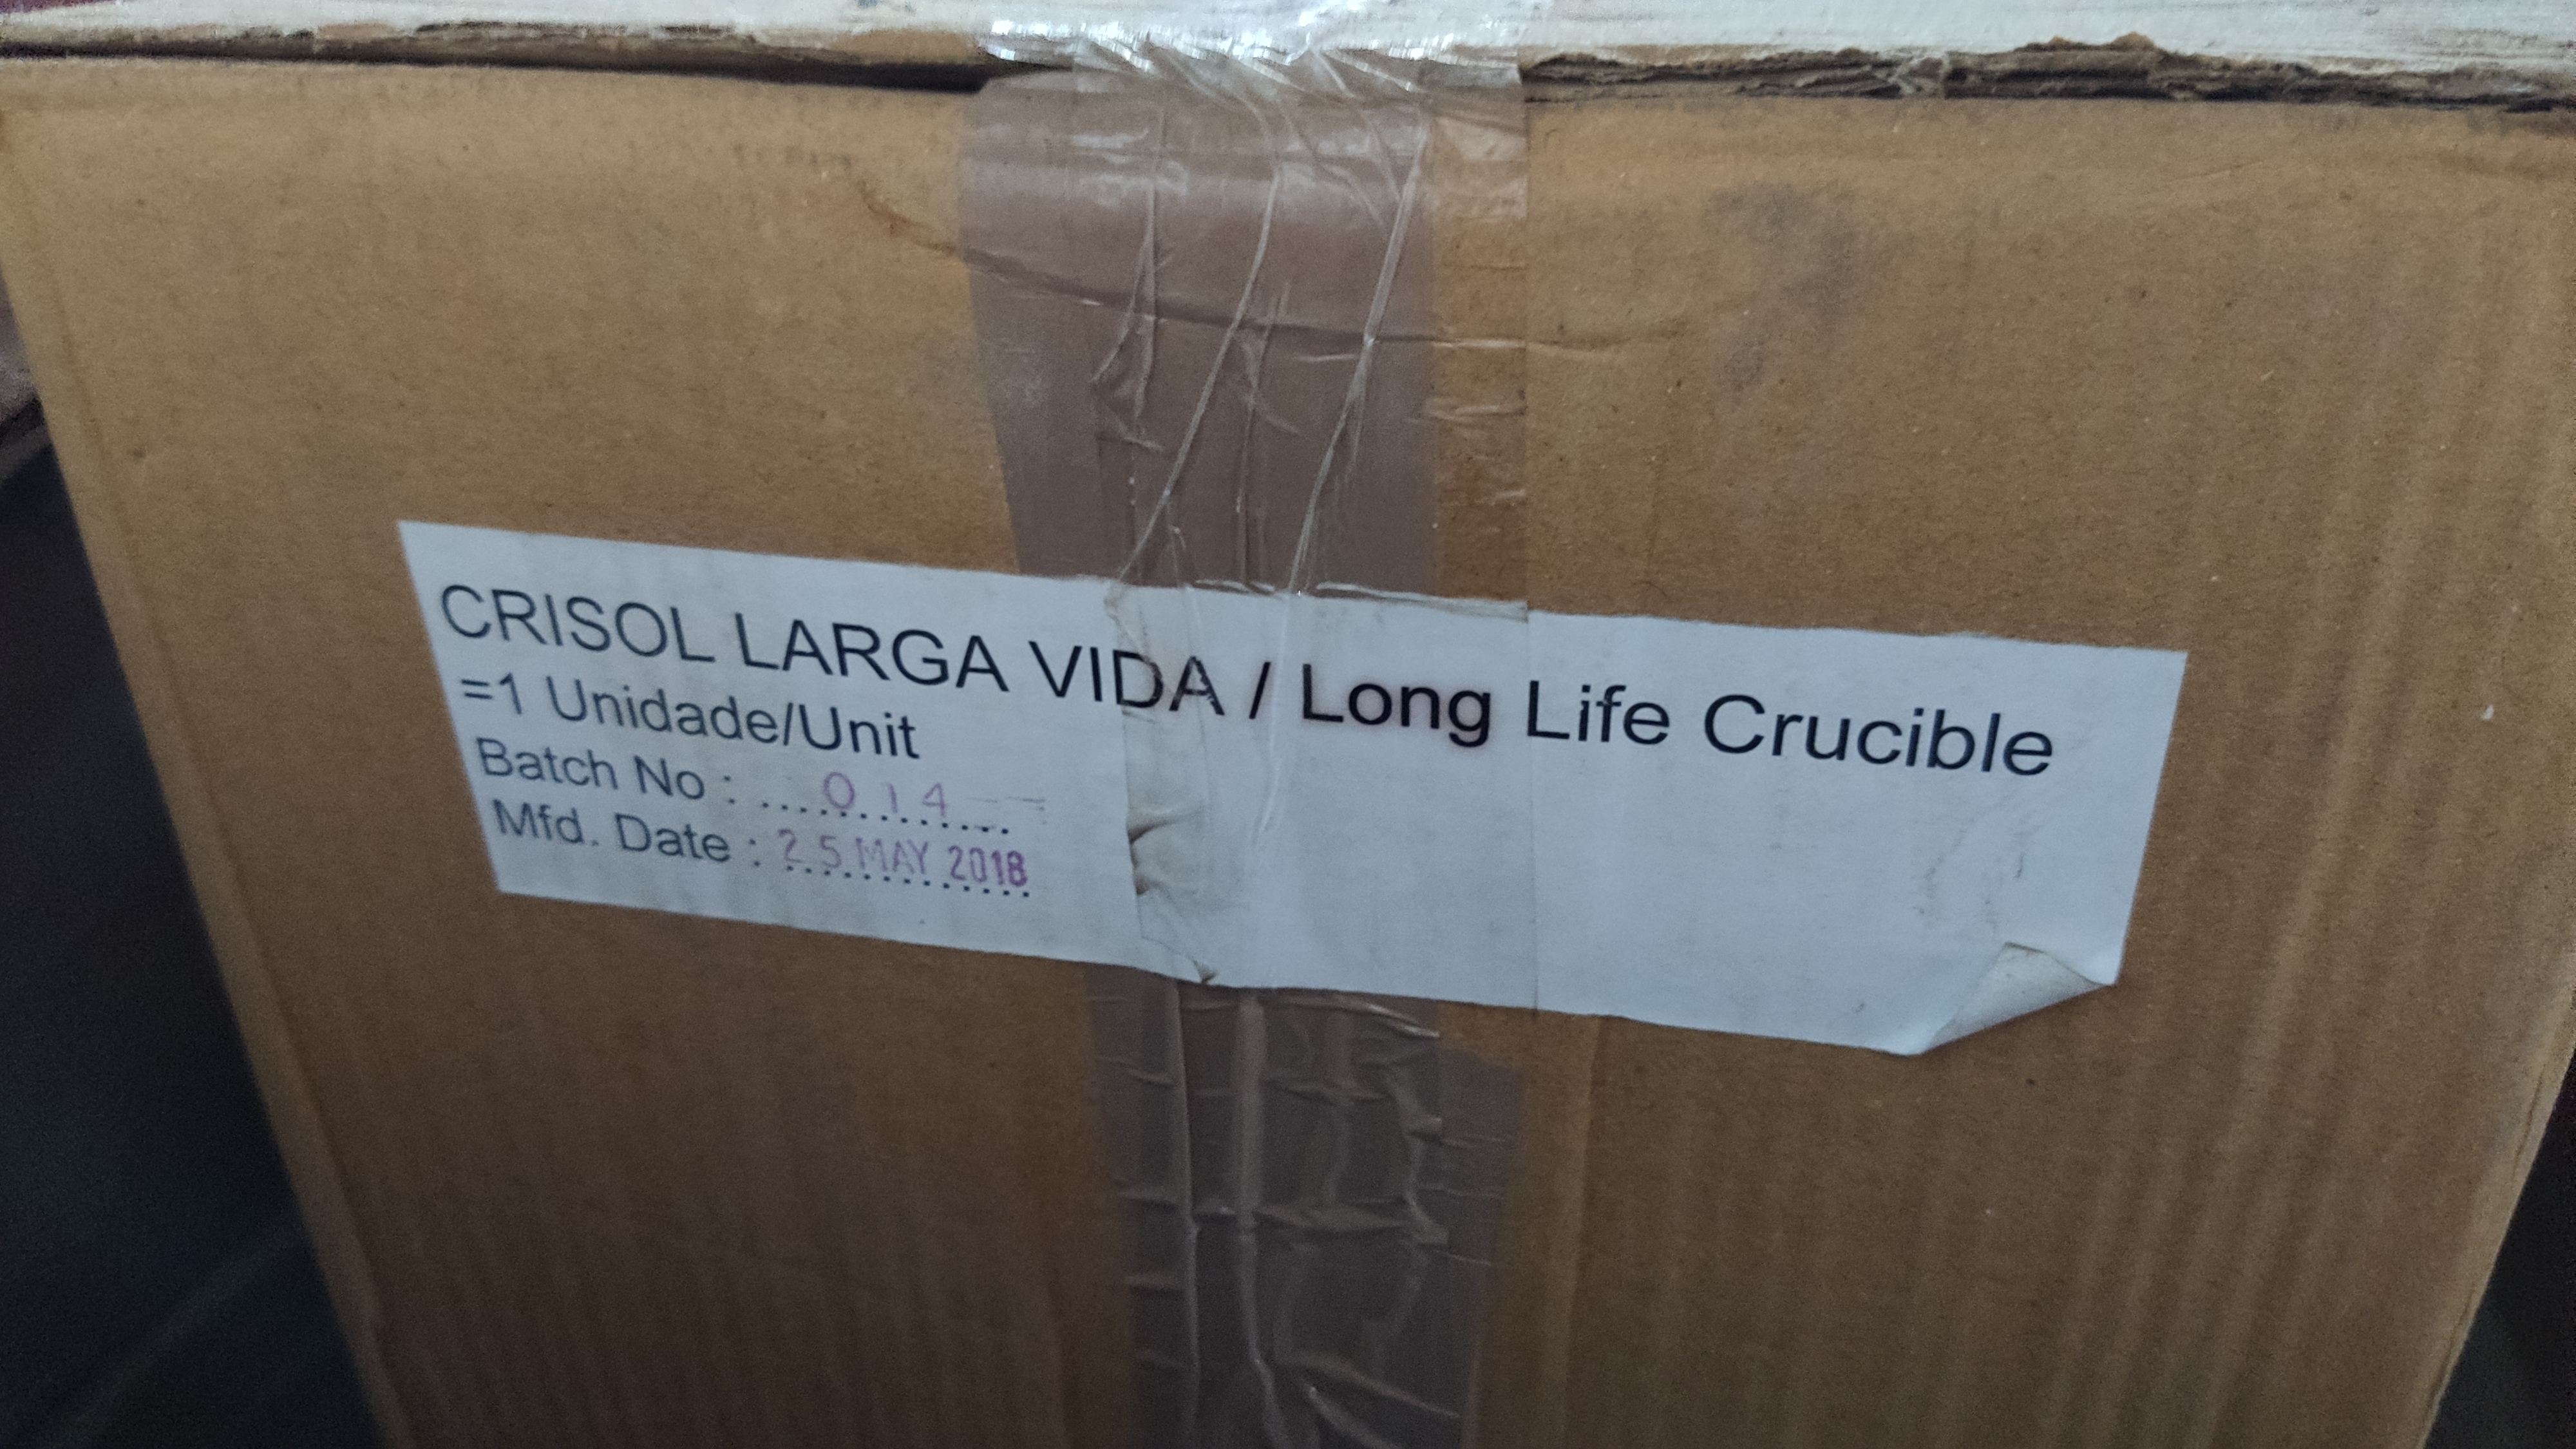 CRISOL LARGA VIDA / Long Life Crucible
=1 Unidade/Unit
Batch No : .... 014 ....
Mfd. Date : 25 MAY 2018